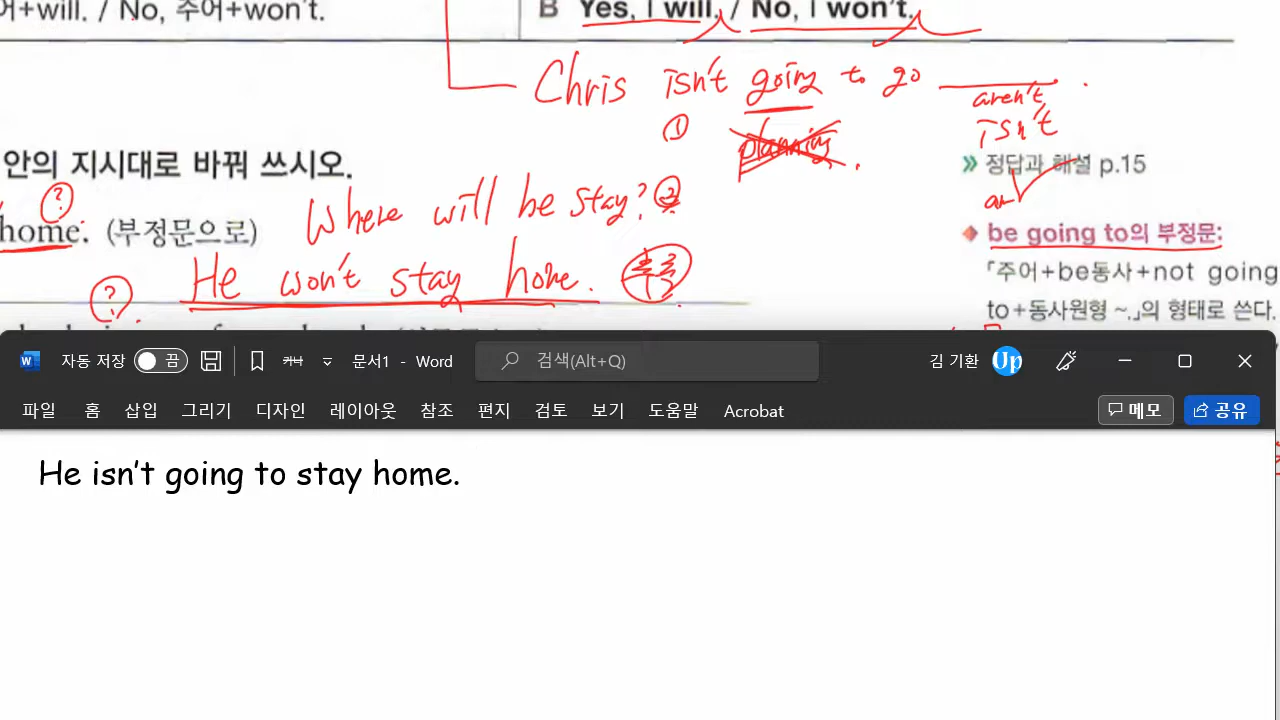 어+will. / No, 주어+won't.
B Yes, I will. / No, I won't.
Chris isn't going to go
aren't
isn't
①
planning
안의 지시대로 바꿔 쓰시오.
» 정답과 해설 p.15
?
home. (부정문으로)
Where will he stay?
◆ be going to의 부정문:
He won't stay home.
「주어+be동사+not going
?
to+동사원형 ~.」의 형태로 쓴다.
자동 저장 끔 가나 문서1 - Word 검색(Alt+Q) 김 기환 Up
파일 홈 삽입 그리기 디자인 레이아웃 참조 편지 검토 보기 도움말 Acrobat 메모 공유
He isn't going to stay home.